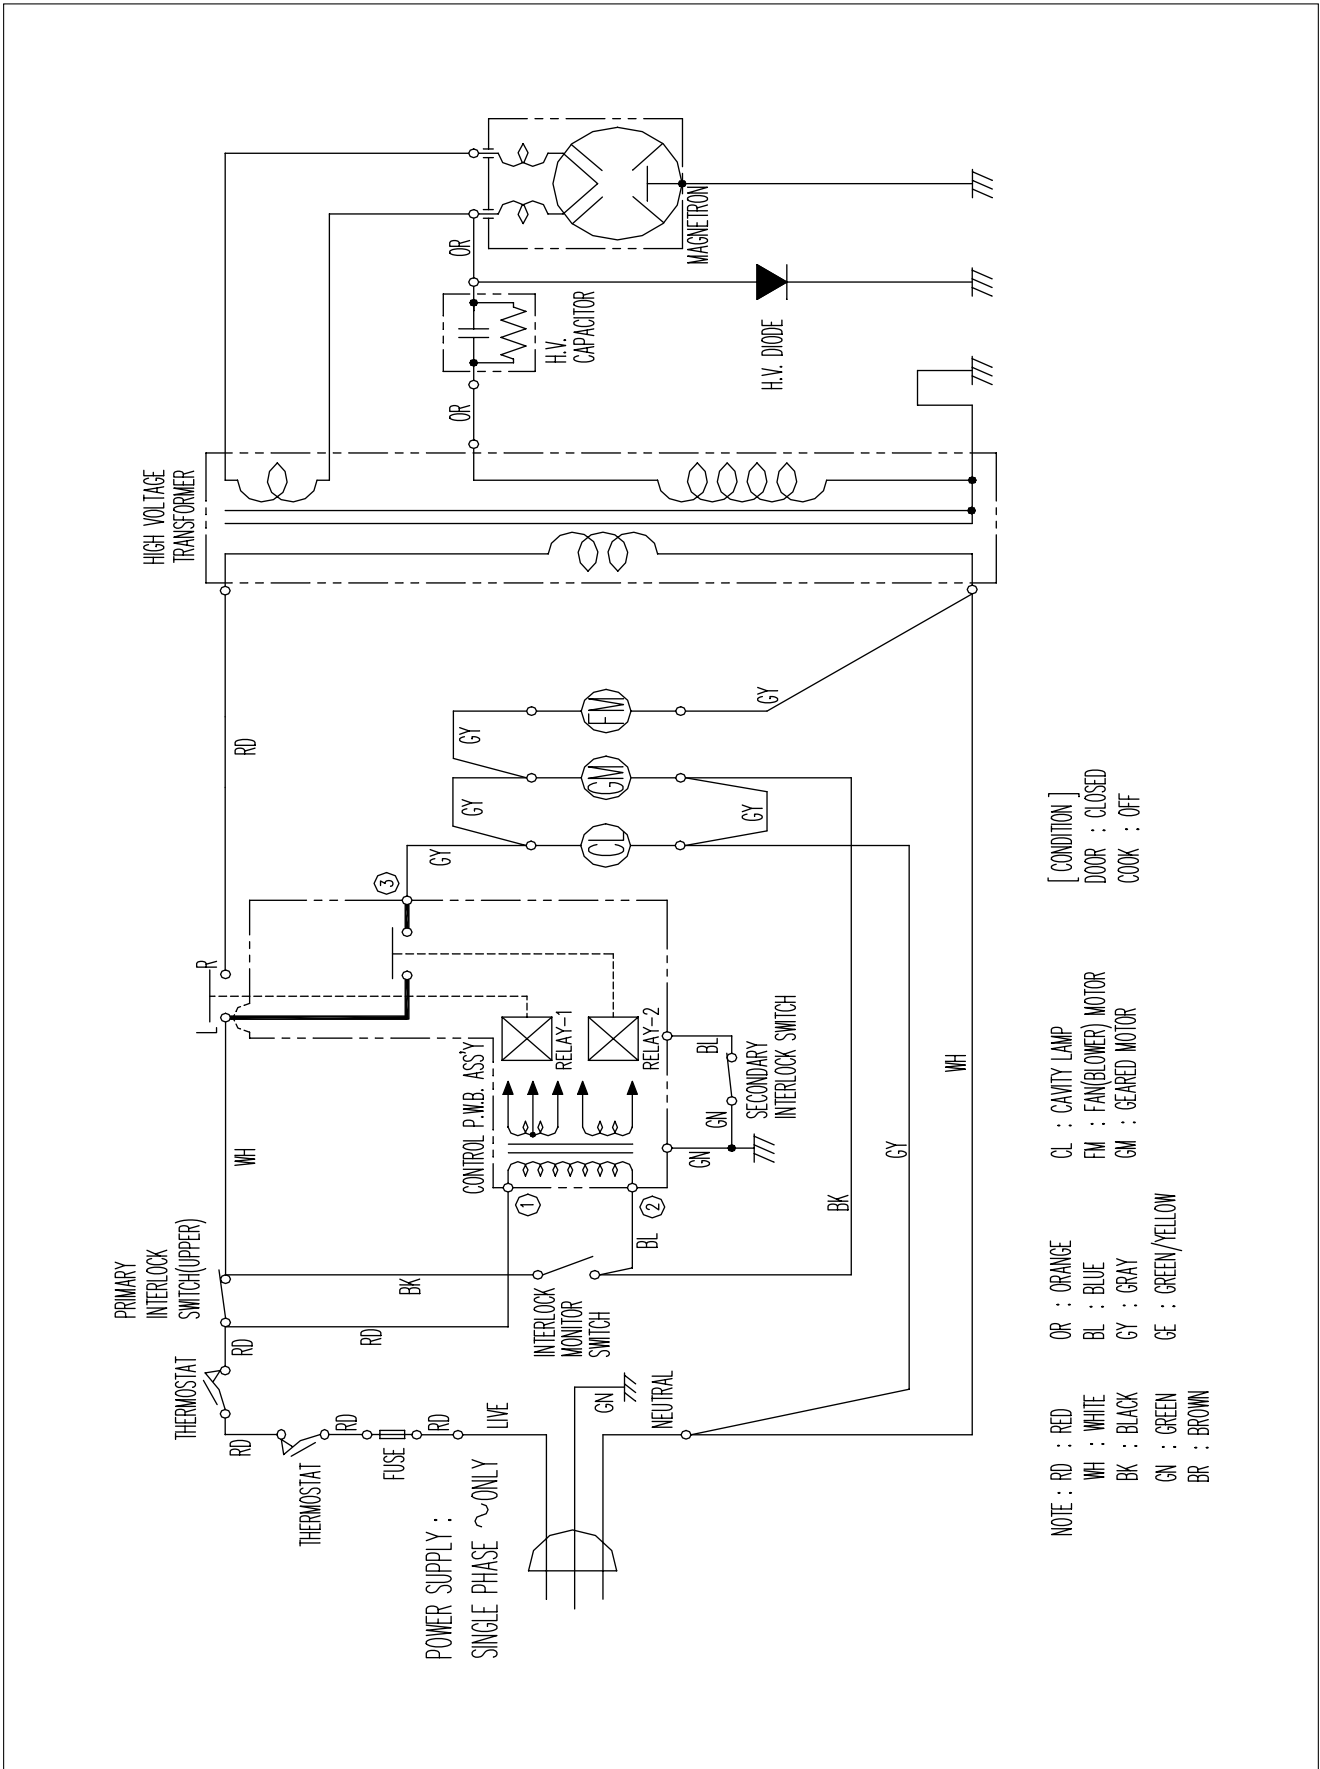 HIGH VOLTAGE
TRANSFORMER
OR
OR
H.V.
CAPACITOR
MAGNETRON
H.V. DIODE
RD
L
R
WH
PRIMARY
INTERLOCK
SWITCH(UPPER)
THERMOSTAT
RD
RD
THERMOSTAT
RD
FUSE
RD
LIVE
POWER SUPPLY :
SINGLE PHASE ~ ONLY
GN
NEUTRAL
RD
BK
INTERLOCK
MONITOR
SWITCH
CONTROL P.W.B. ASS'Y
1
2
3
BL
RELAY-1
RELAY-2
GN
GN
BL
SECONDARY
INTERLOCK SWITCH
GY
GY
GY
CL
GM
FM
GY
GY
BK
GY
WH
NOTE : RD : RED
WH : WHITE
BK : BLACK
GN : GREEN
BR : BROWN
OR : ORANGE
BL : BLUE
GY : GRAY
GE : GREEN/YELLOW
CL : CAVITY LAMP
FM : FAN(BLOWER) MOTOR
GM : GEARED MOTOR
[ CONDITION ]
DOOR : CLOSED
COOK : OFF